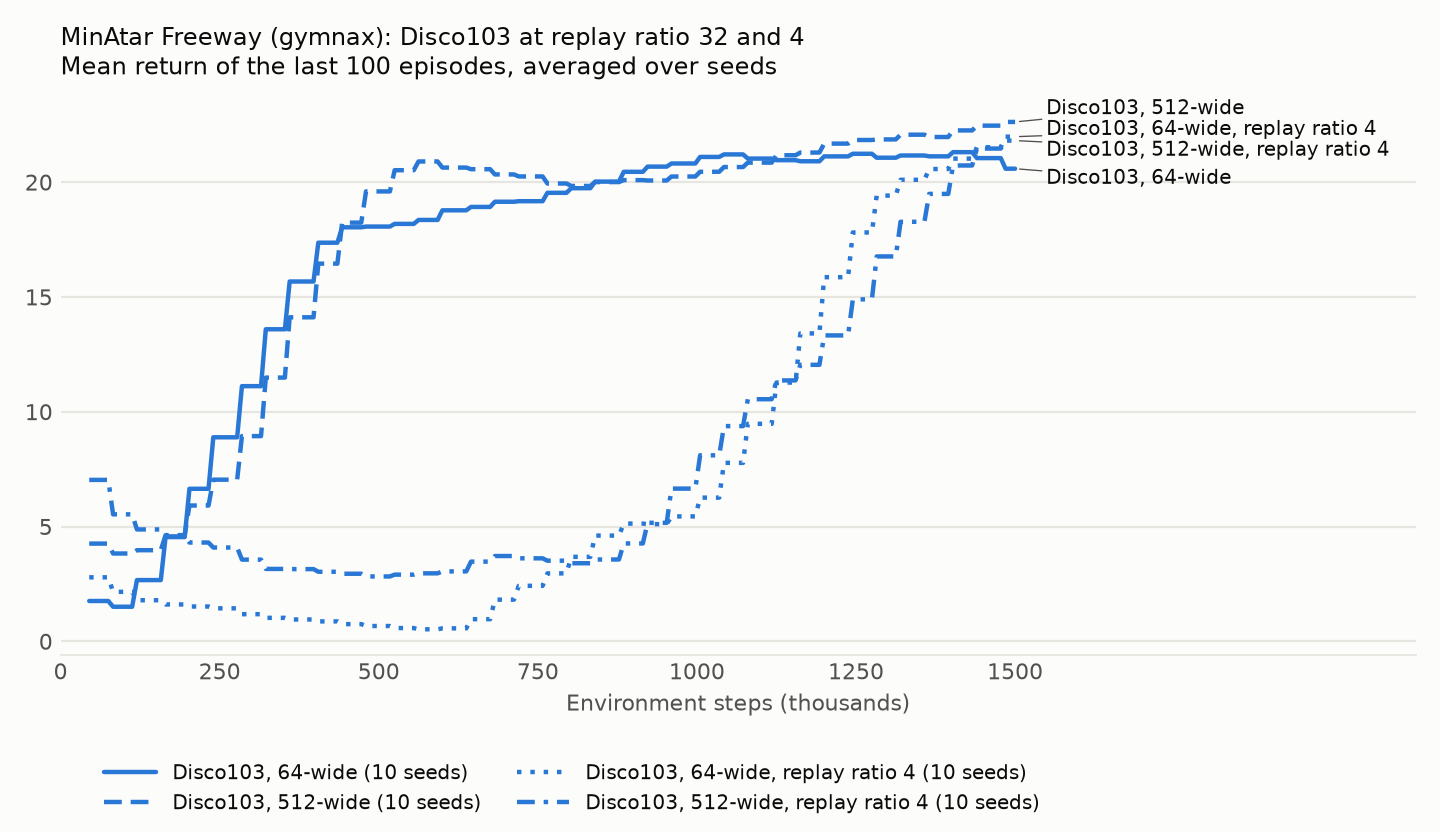 MinAtar Freeway (gymnax): Disco103 at replay ratio 32 and 4
Mean return of the last 100 episodes, averaged over seeds
Disco103, 512-wide
Disco103, 64-wide, replay ratio 4
Disco103, 512-wide, replay ratio 4
Disco103, 64-wide
20
15
10
5
0
0 250 500 750 1000 1250 1500
Environment steps (thousands)
Disco103, 64-wide (10 seeds)
Disco103, 512-wide (10 seeds)
Disco103, 64-wide, replay ratio 4 (10 seeds)
Disco103, 512-wide, replay ratio 4 (10 seeds)